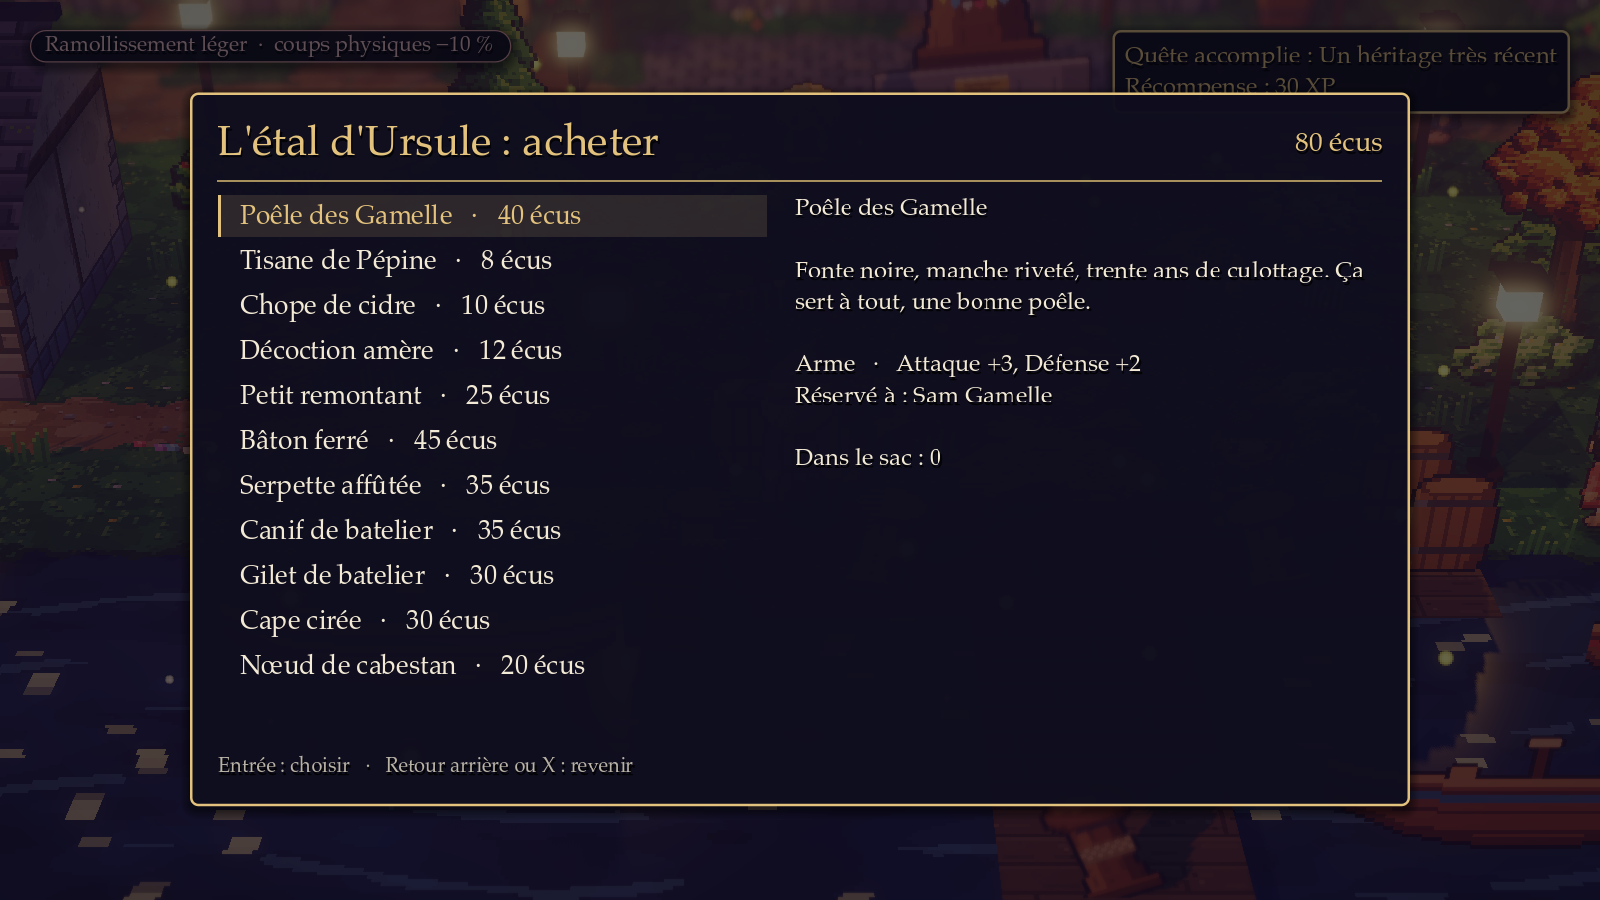 Ramollissement léger · coups physiques −10 %
Quête accomplie : Un héritage très récent
Récompense : 30 XP
L'étal d'Ursule : acheter
80 écus
Poêle des Gamelle · 40 écus
Tisane de Pépine · 8 écus
Chope de cidre · 10 écus
Décoction amère · 12 écus
Petit remontant · 25 écus
Bâton ferré · 45 écus
Serpette affûtée · 35 écus
Canif de batelier · 35 écus
Gilet de batelier · 30 écus
Cape cirée · 30 écus
Nœud de cabestan · 20 écus
Poêle des Gamelle
Fonte noire, manche riveté, trente ans de culottage. Ça
sert à tout, une bonne poêle.
Arme · Attaque +3, Défense +2
Réservé à : Sam Gamelle
Dans le sac : 0
Entrée : choisir · Retour arrière ou X : revenir